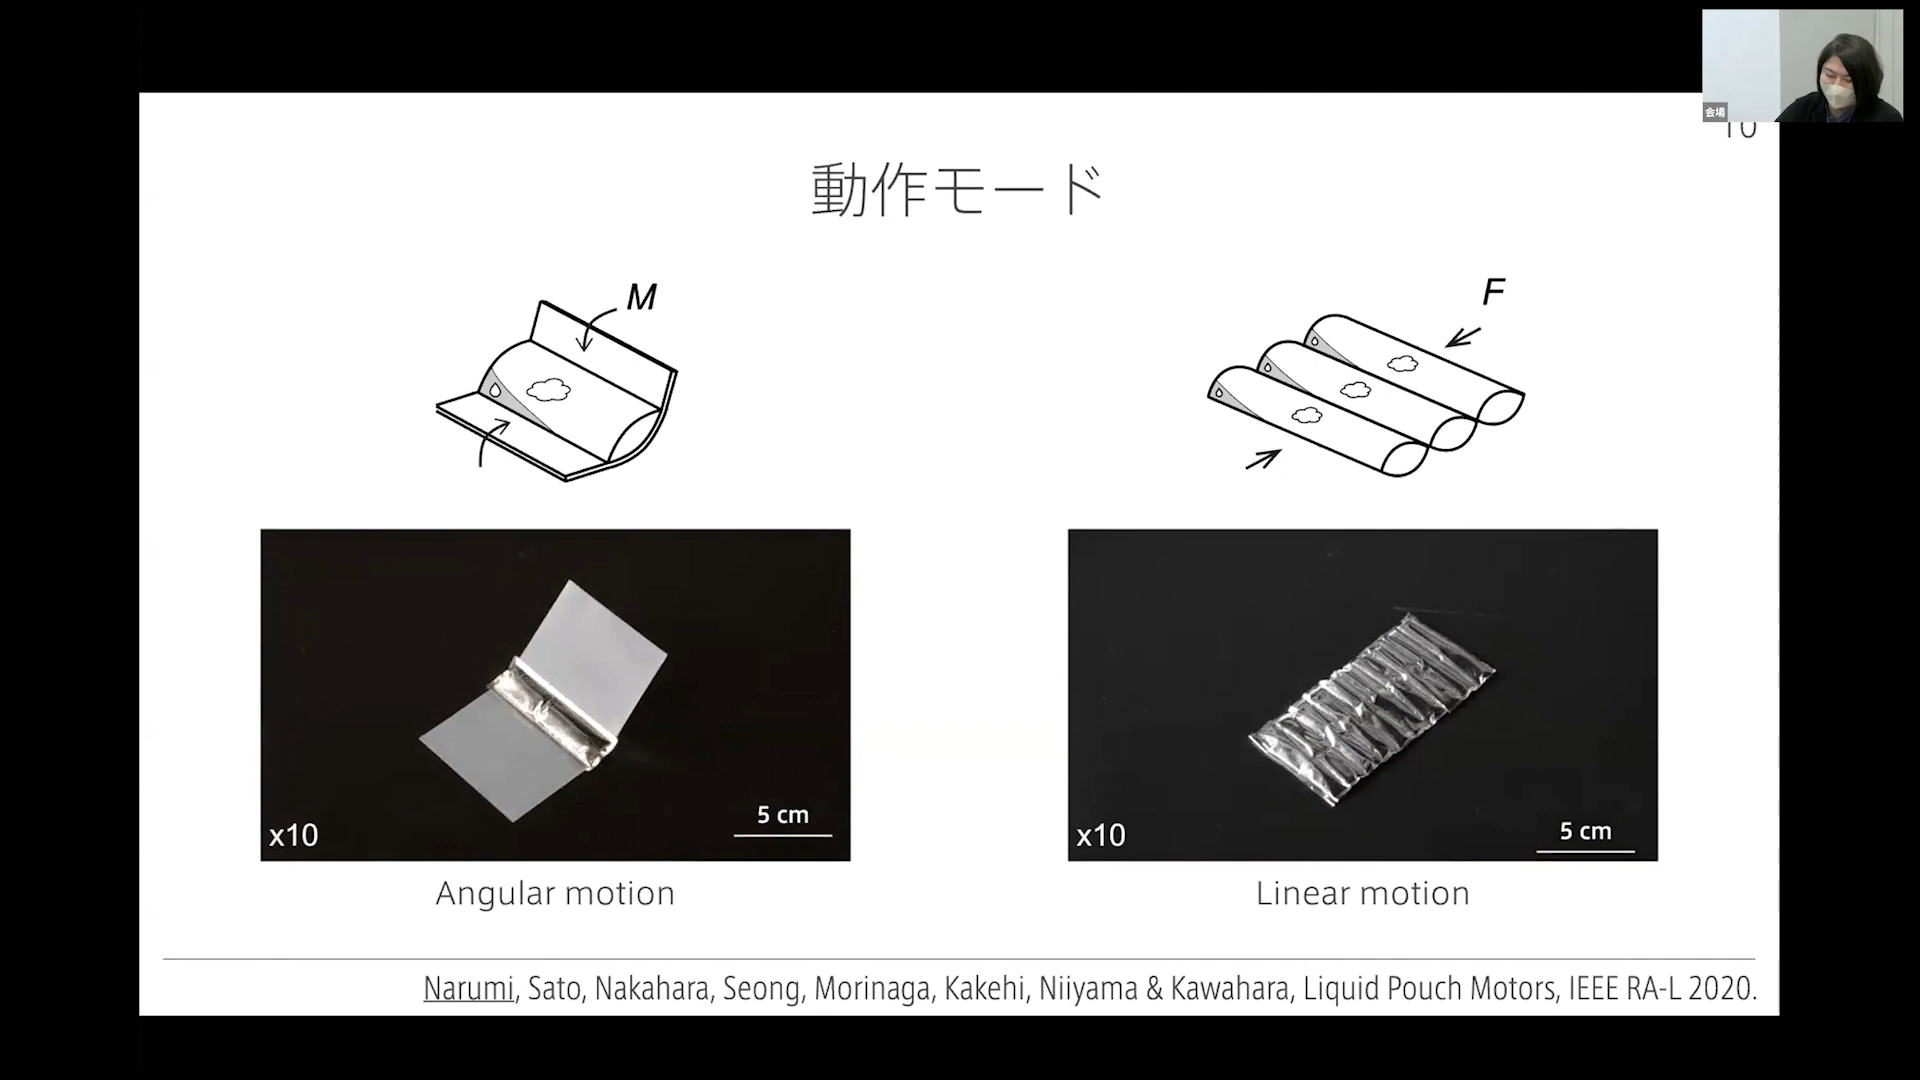 会場
10
動作モード
M
F
x10
5 cm
x10
5 cm
Angular motion
Linear motion
Narumi, Sato, Nakahara, Seong, Morinaga, Kakehi, Niiyama & Kawahara, Liquid Pouch Motors, IEEE RA-L 2020.